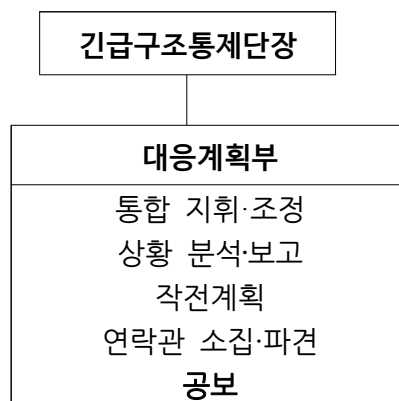 긴급구조통제단장
대응계획부
통합 지휘·조정
상황 분석·보고
작전계획
연락관 소집·파견
공보